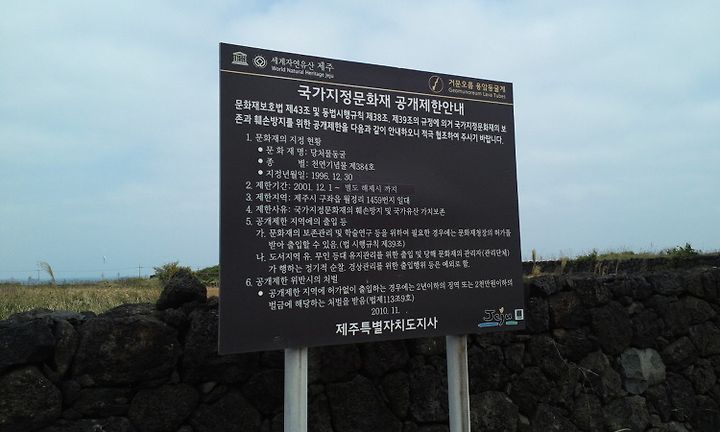 세계자연유산 제주
World Natural Heritage Jeju
거문오름 용암동굴계
Geomunoreum Lava Tubes
국가지정문화재 공개제한안내
문화재보호법 제43조 및 동법시행규칙 제38조, 제39조의 규정에 의거 국가지정문화재의 보
존과 훼손방지를 위한 공개제한을 다음과 같이 안내하오니 적극 협조하여 주시기 바랍니다.
1. 문화재의 지정 현황
• 문 화 재 명: 당처물동굴
• 종 별: 천연기념물 제384호
• 지정년월일: 1996. 12. 30
2. 제한기간: 2001. 12. 1 ~ 별도 해제시 까지
3. 제한지역: 제주시 구좌읍 월정리 1459번지 일대
4. 제한사유: 국가지정문화재의 훼손방지 및 국가유산 가치보존
5. 공개제한 지역에의 출입 등
가. 문화재의 보존관리 및 학술연구 등을 위하여 필요한 경우에는 문화재청장의 허가를
받아 출입할 수 있음.(법 시행규칙 제39조)
나. 도서지역 유. 무인 등대 유지관리를 위한 출입 및 당해 문화재의 관리자(관리단체)
가 행하는 정기적 순찰. 경상관리를 위한 출입행위 등은 예외로 함.
6. 공개제한 위반시의 처벌
• 공개제한 지역에 허가없이 출입하는 경우에는 2년이하의 징역 또는 2천만원이하의
벌금에 해당하는 처벌을 받음(법제113조9호)
2010. 11. .
제주특별자치도지사
Jeju